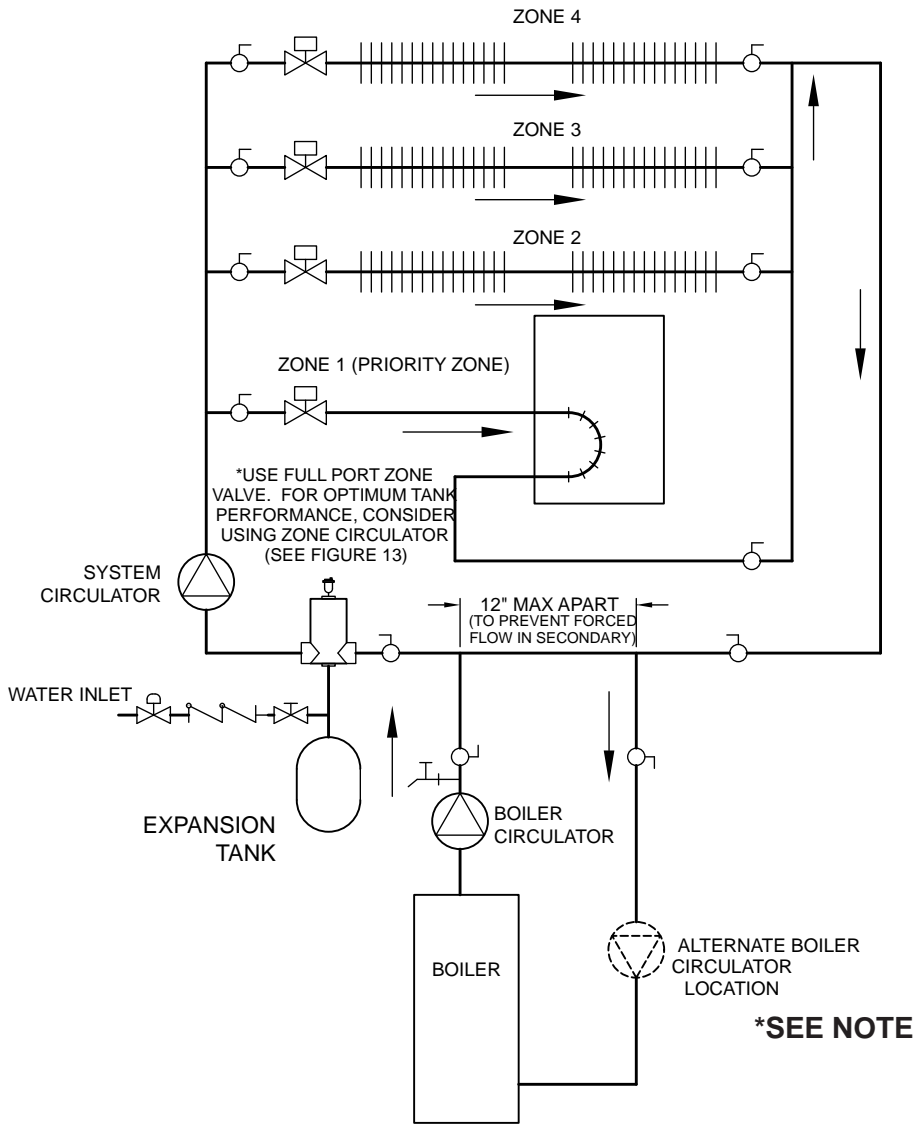 ZONE 4
ZONE 3
ZONE 2
ZONE 1 (PRIORITY ZONE)
*USE FULL PORT ZONE
VALVE. FOR OPTIMUM TANK
PERFORMANCE, CONSIDER
USING ZONE CIRCULATOR
(SEE FIGURE 13)
SYSTEM
CIRCULATOR
12" MAX APART
(TO PREVENT FORCED
FLOW IN SECONDARY)
WATER INLET
EXPANSION
TANK
BOILER
CIRCULATOR
BOILER
ALTERNATE BOILER
CIRCULATOR
LOCATION
*SEE NOTE